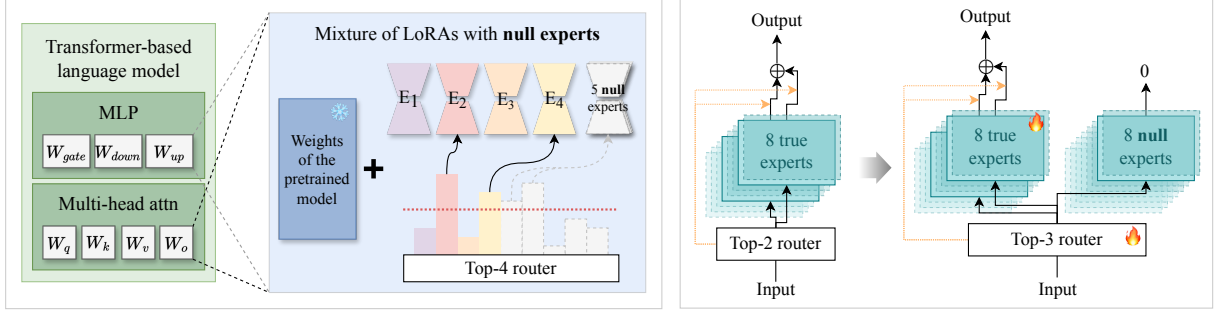 Transformer-based
language model
MLP
W_gate
W_down
W_up
Multi-head attn
W_q
W_k
W_v
W_o
Mixture of LoRAs with null experts
Weights
of the
pretrained
model
+
E_1
E_2
E_3
E_4
5 null
experts
Top-4 router
Output
8 true
experts
Top-2 router
Input
Output
0
8 true
experts
8 null
experts
Top-3 router
Input